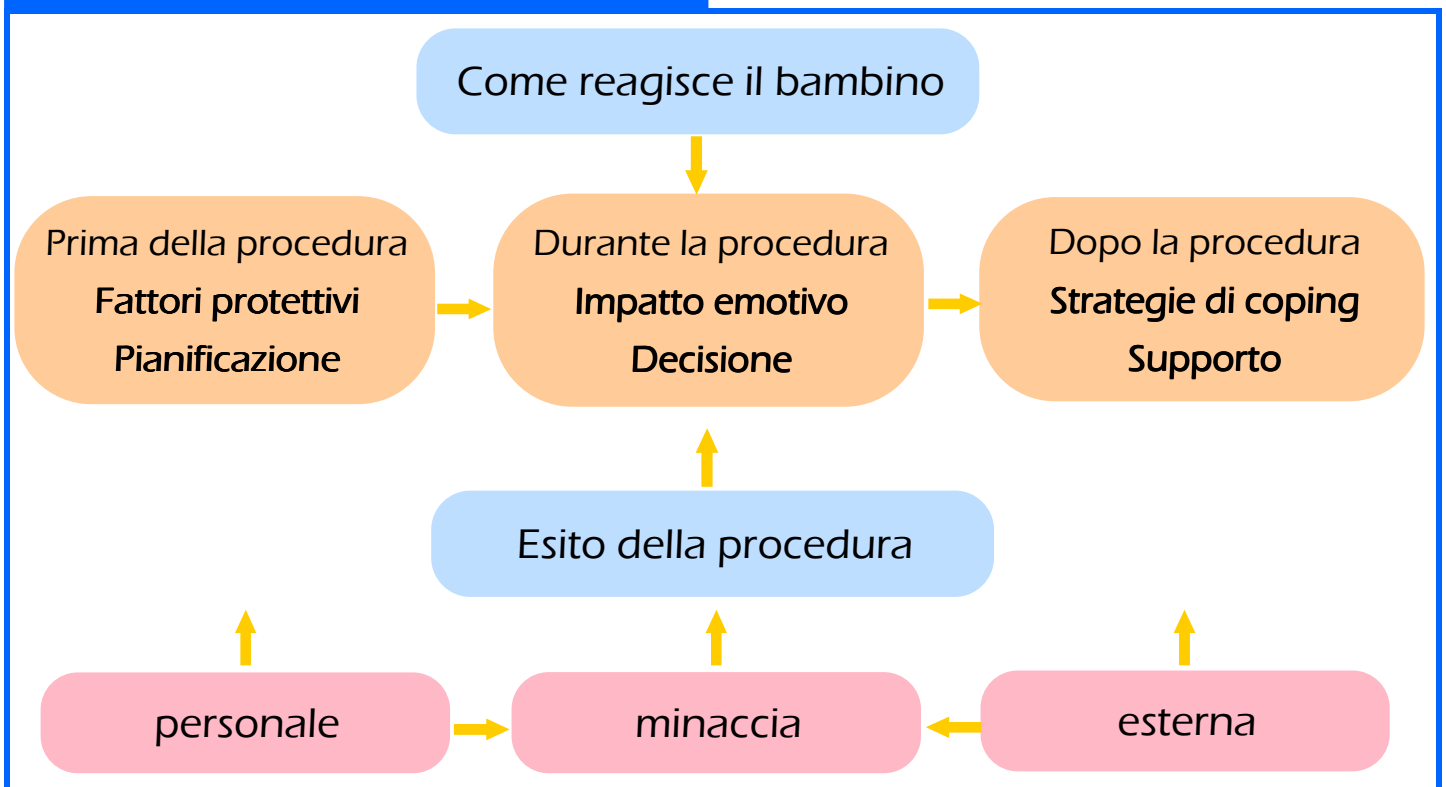 Come reagisce il bambino
Prima della procedura
Fattori protettivi
Pianificazione
Durante la procedura
Impatto emotivo
Decisione
Dopo la procedura
Strategie di coping
Supporto
Esito della procedura
personale
minaccia
esterna